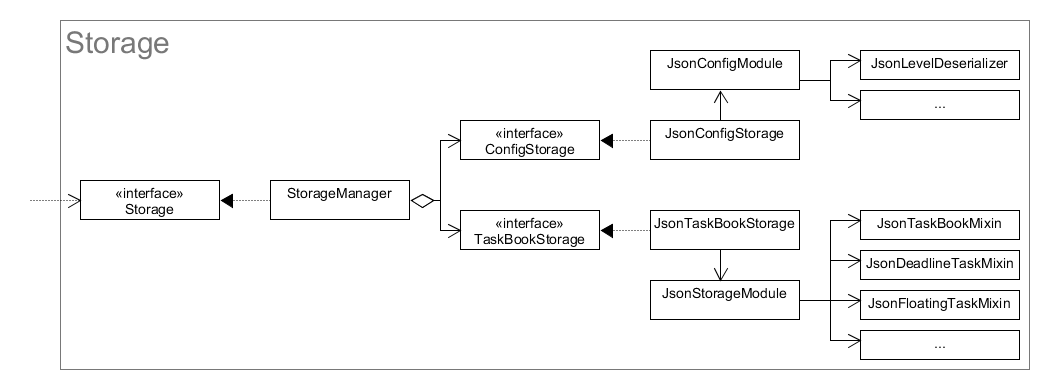 Storage
JsonConfigModule
JsonLevelDeserializer
...
«interface»
ConfigStorage
JsonConfigStorage
«interface»
Storage
StorageManager
«interface»
TaskBookStorage
JsonTaskBookStorage
JsonStorageModule
JsonTaskBookMixin
JsonDeadlineTaskMixin
JsonFloatingTaskMixin
...